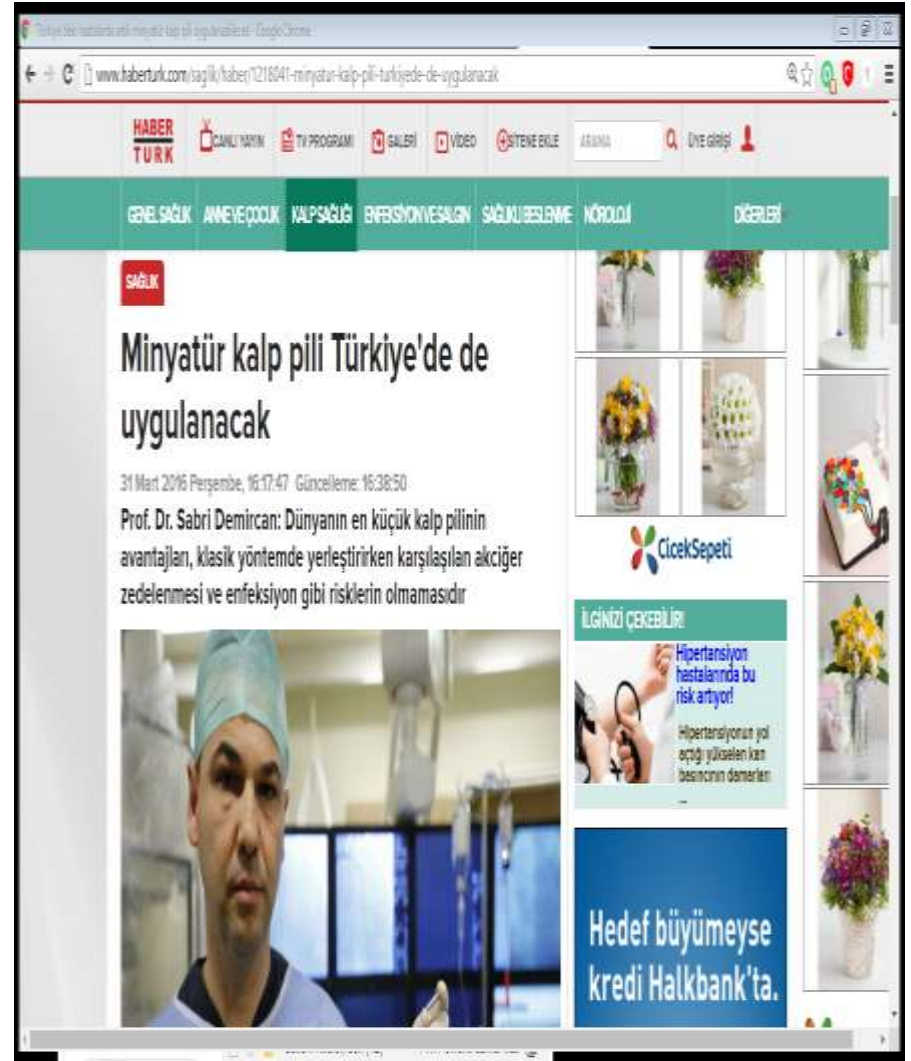 www.haberturk.com/saglik/haber/1218041-minyatur-kalp-pili-turkiyede-de-uygulanacak
HABER
TURK
CANLI YAYIN
TV PROGRAMI
GALERİ
VİDEO
SİTENE EKLE
ARAMA
ÜYE GİRİŞİ
GENEL SAĞLIK ANNE VE ÇOCUK KALP SAĞLIĞI ENFEKSİYON VE SALGIN SAĞLIKLI BESLENME NÖROLOJİ DİĞERLERİ
SAĞLIK
Minyatür kalp pili Türkiye'de de
uygulanacak
31 Mart 2016 Perşembe, 16:17:47 Güncelleme: 16:38:50
Prof. Dr. Sabri Demircan: Dünyanın en küçük kalp pilinin
avantajları, klasik yöntemde yerleştirirken karşılaşılan akciğer
zedelenmesi ve enfeksiyon gibi risklerin olmamasıdır
CicekSepeti
İLGİNİZİ ÇEKEBİLİR!
Hipertansiyon
hastalarında bu
risk artıyor!
Hipertansiyonun yol
açtığı yükselen kan
basıncının damarları
...
Hedef büyümeyse
kredi Halkbank'ta.